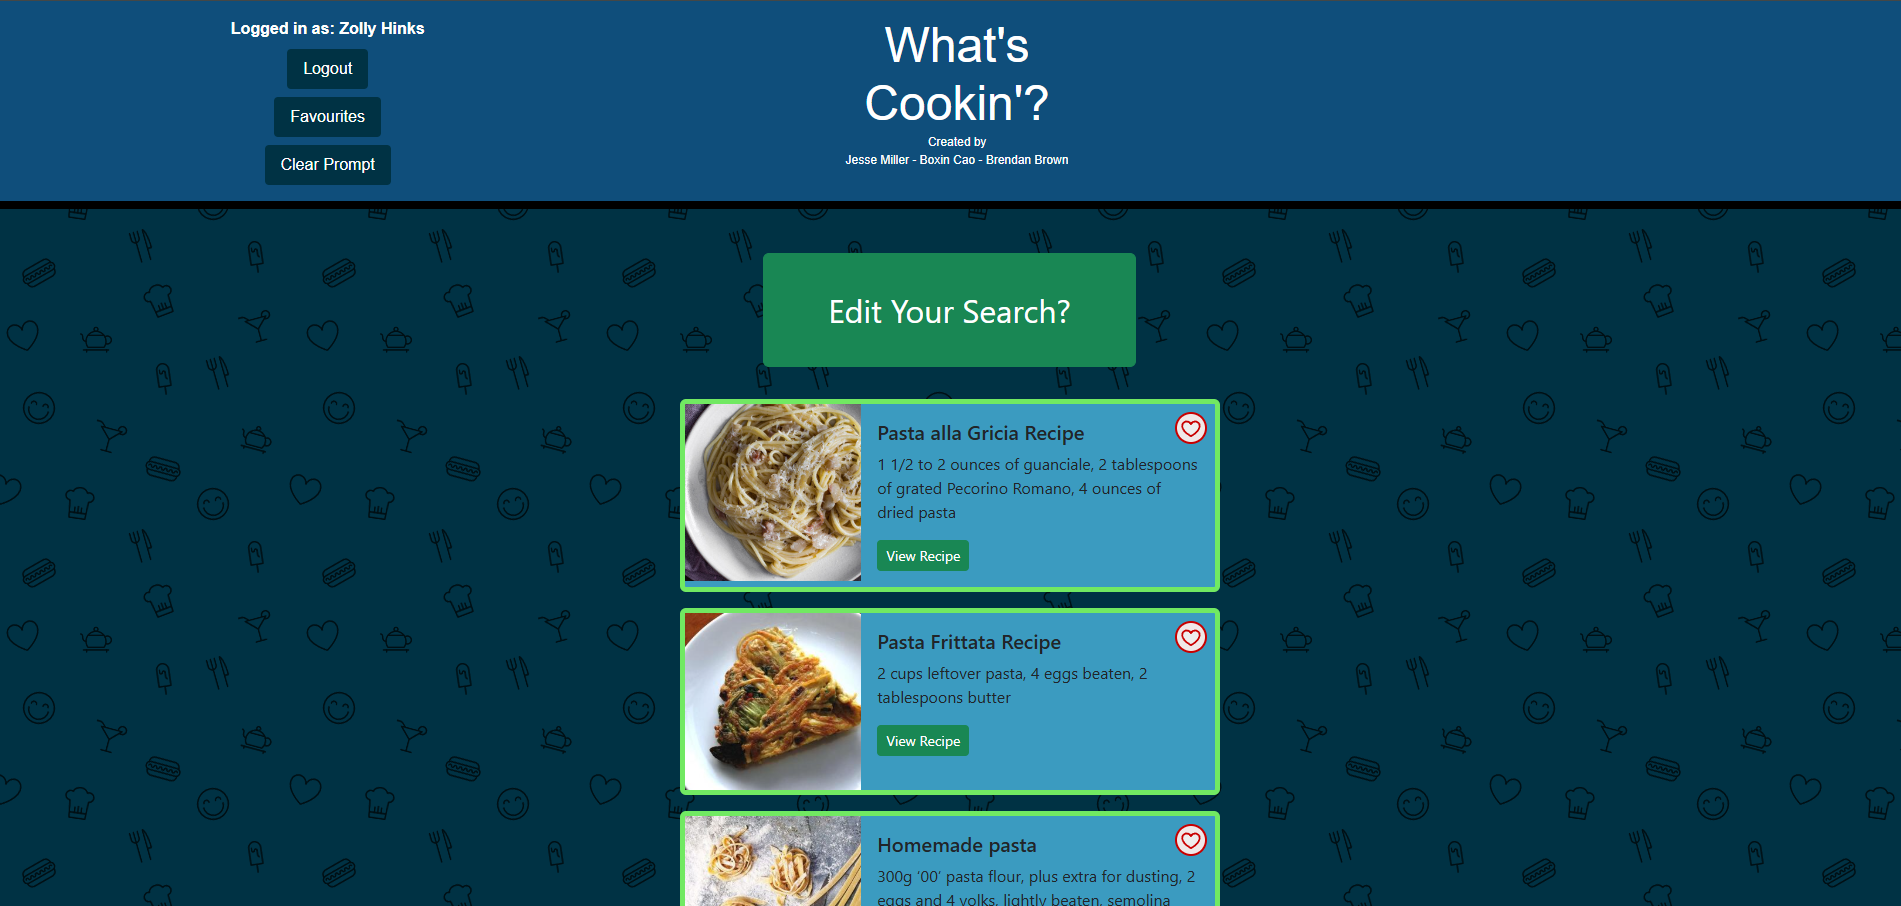 Logged in as: Zolly Hinks
Logout
Favourites
Clear Prompt
What's
Cookin'?
Created by
Jesse Miller - Boxin Cao - Brendan Brown
Edit Your Search?
Pasta alla Gricia Recipe
1 1/2 to 2 ounces of guanciale, 2 tablespoons
of grated Pecorino Romano, 4 ounces of
dried pasta
View Recipe
Pasta Frittata Recipe
2 cups leftover pasta, 4 eggs beaten, 2
tablespoons butter
View Recipe
Homemade pasta
300g ‘00’ pasta flour, plus extra for dusting, 2
eggs and 4 yolks, lightly beaten, semolina